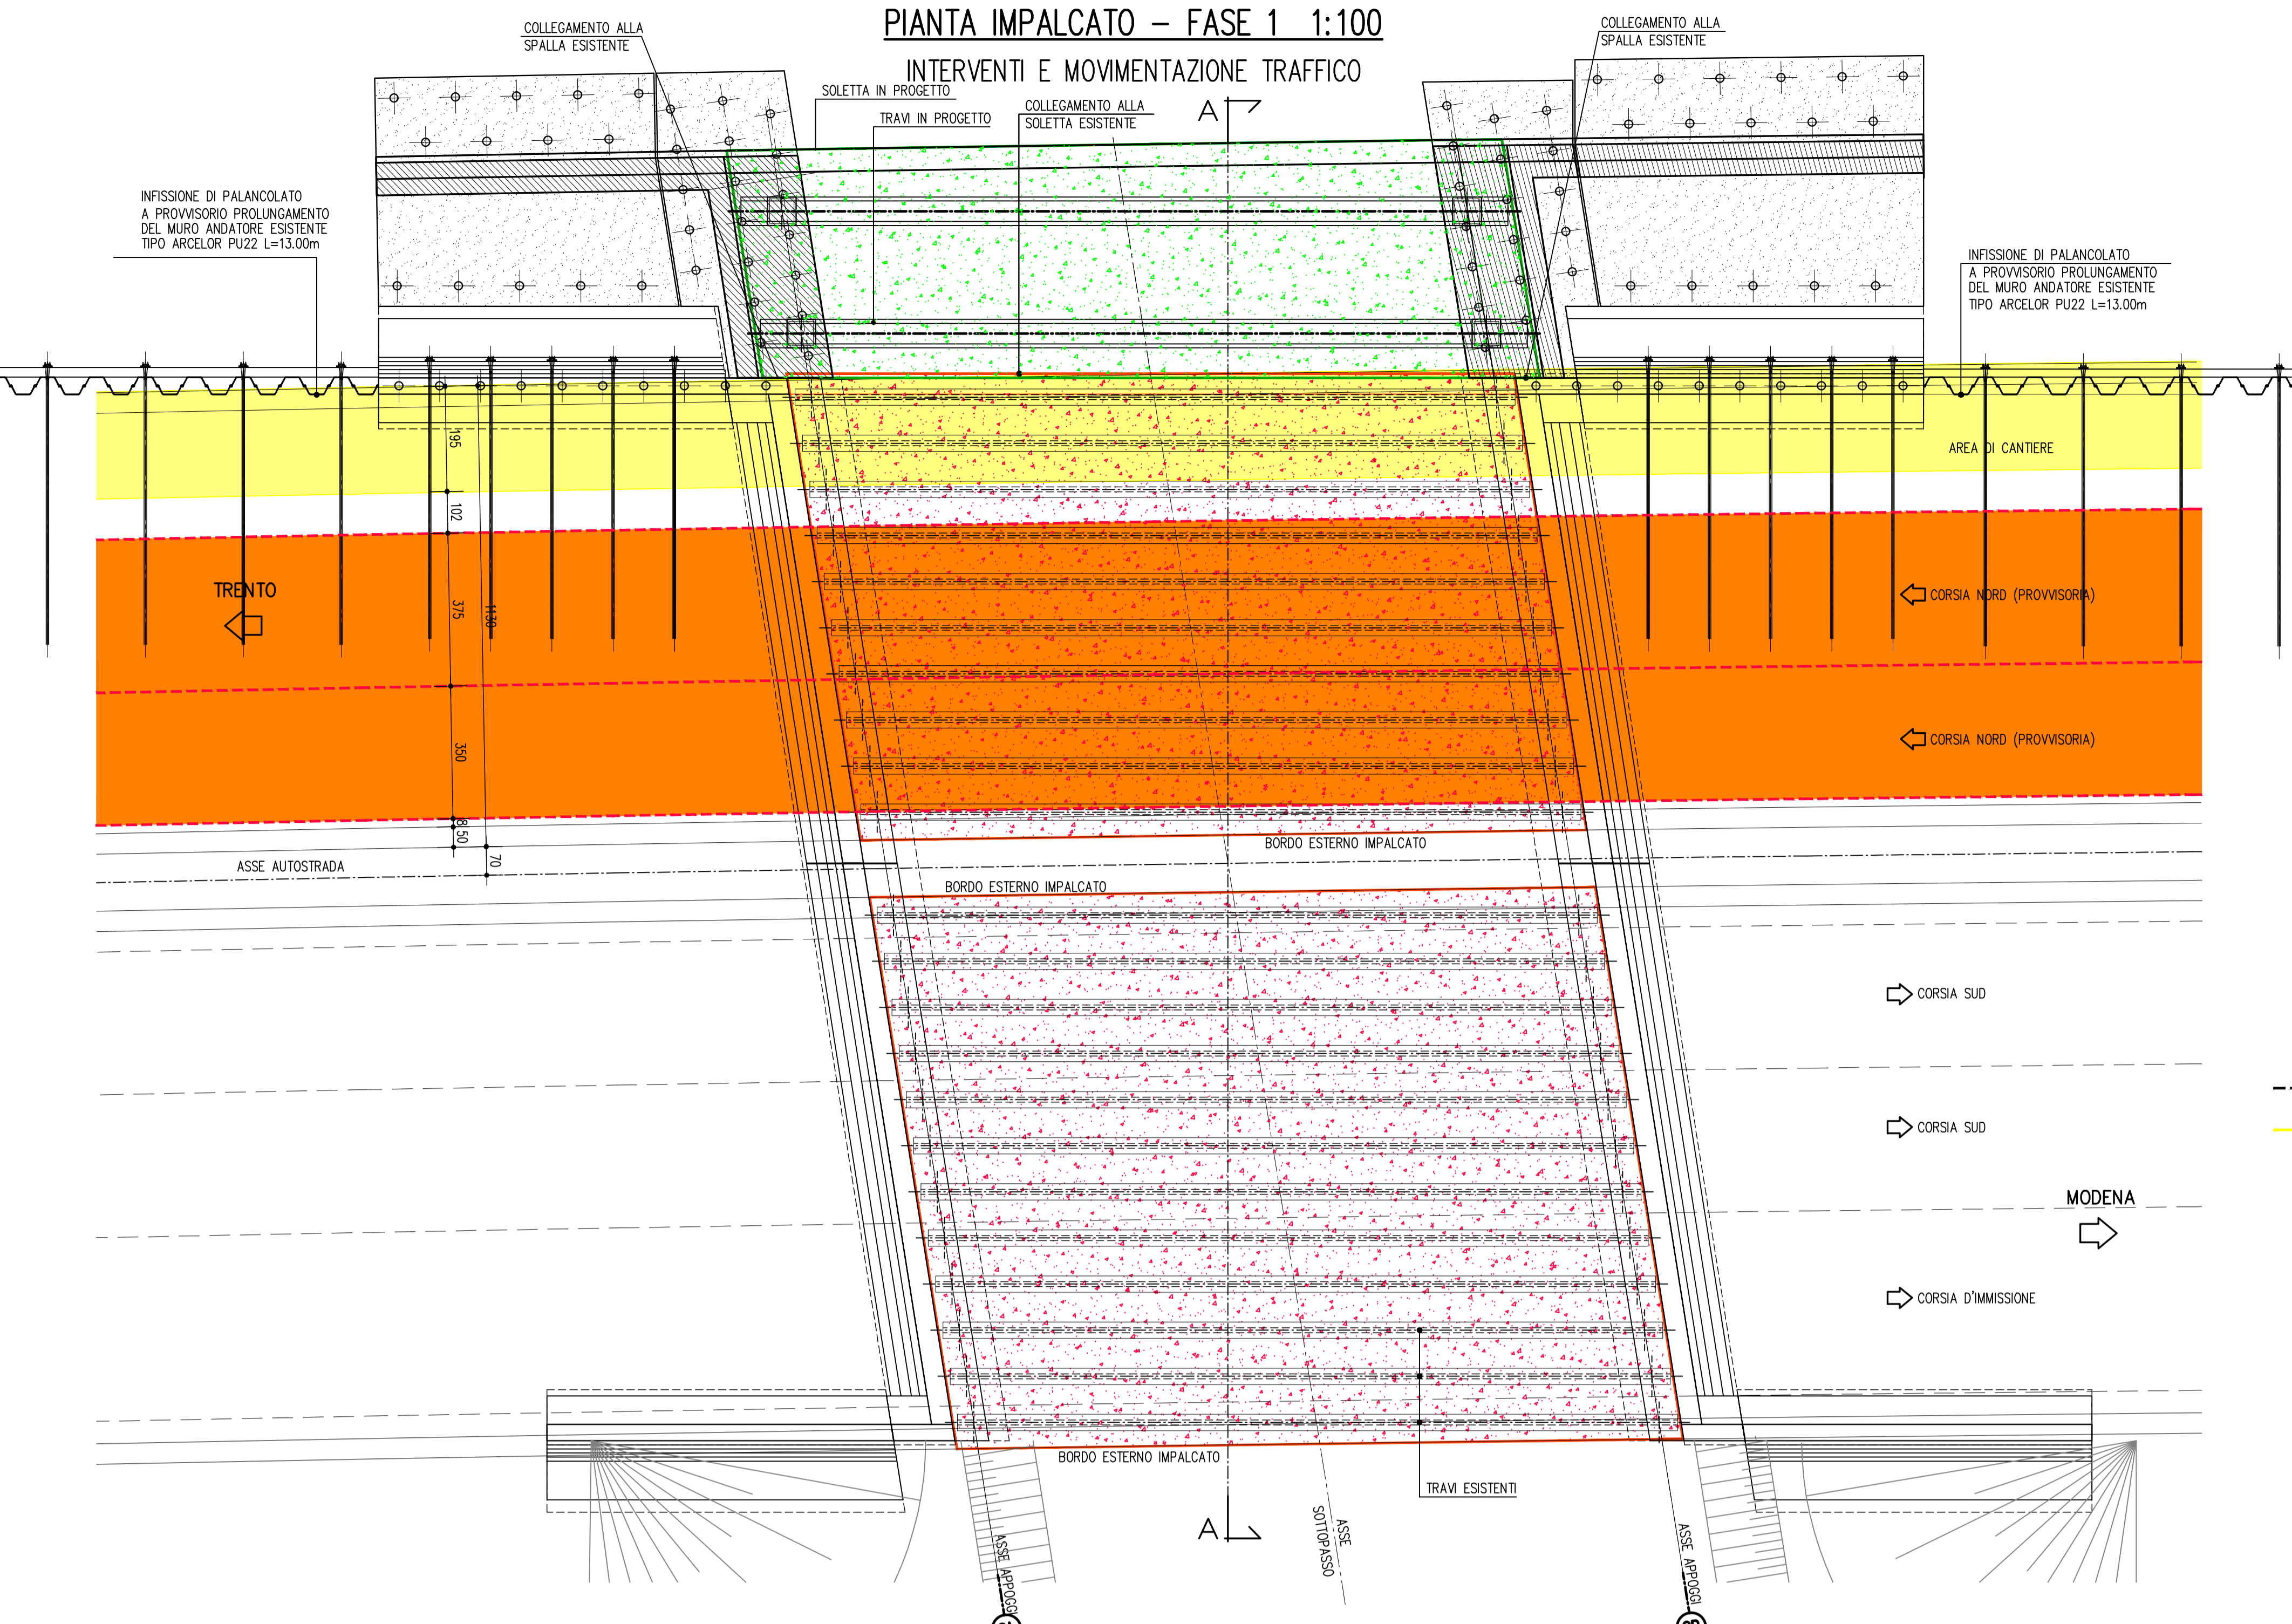 PIANTA IMPALCATO – FASE 1 1:100
INTERVENTI E MOVIMENTAZIONE TRAFFICO
COLLEGAMENTO ALLA
SPALLA ESISTENTE
COLLEGAMENTO ALLA
SPALLA ESISTENTE
SOLETTA IN PROGETTO
TRAVI IN PROGETTO
COLLEGAMENTO ALLA
SOLETTA ESISTENTE
A
INFISSIONE DI PALANCOLATO
A PROVVISORIO PROLUNGAMENTO
DEL MURO ANDATORE ESISTENTE
TIPO ARCELOR PU22 L=13.00m
INFISSIONE DI PALANCOLATO
A PROVVISORIO PROLUNGAMENTO
DEL MURO ANDATORE ESISTENTE
TIPO ARCELOR PU22 L=13.00m
195
AREA DI CANTIERE
102
TRENTO
375
1130
CORSIA NORD (PROVVISORIA)
350
CORSIA NORD (PROVVISORIA)
8
50
70
BORDO ESTERNO IMPALCATO
ASSE AUTOSTRADA
BORDO ESTERNO IMPALCATO
CORSIA SUD
CORSIA SUD
MODENA
CORSIA D'IMMISSIONE
BORDO ESTERNO IMPALCATO
TRAVI ESISTENTI
A
ASSE
SOTTOPASSO
ASSE APPOGGI
ASSE APPOGGI